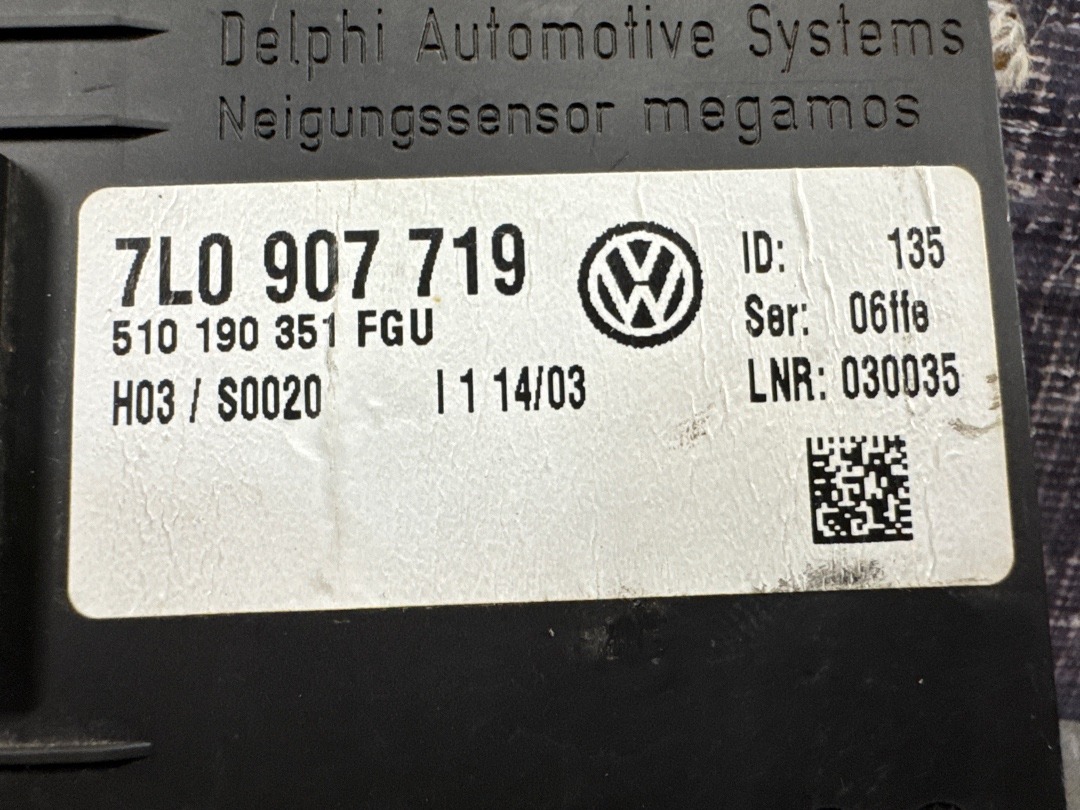 Delphi Automotive Systems
Neigungssensor megamos
7L0 907 719
510 190 351 FGU
H03 / S0020 I 1 14/03
VW
ID: 135
Ser: 06ffe
LNR: 030035